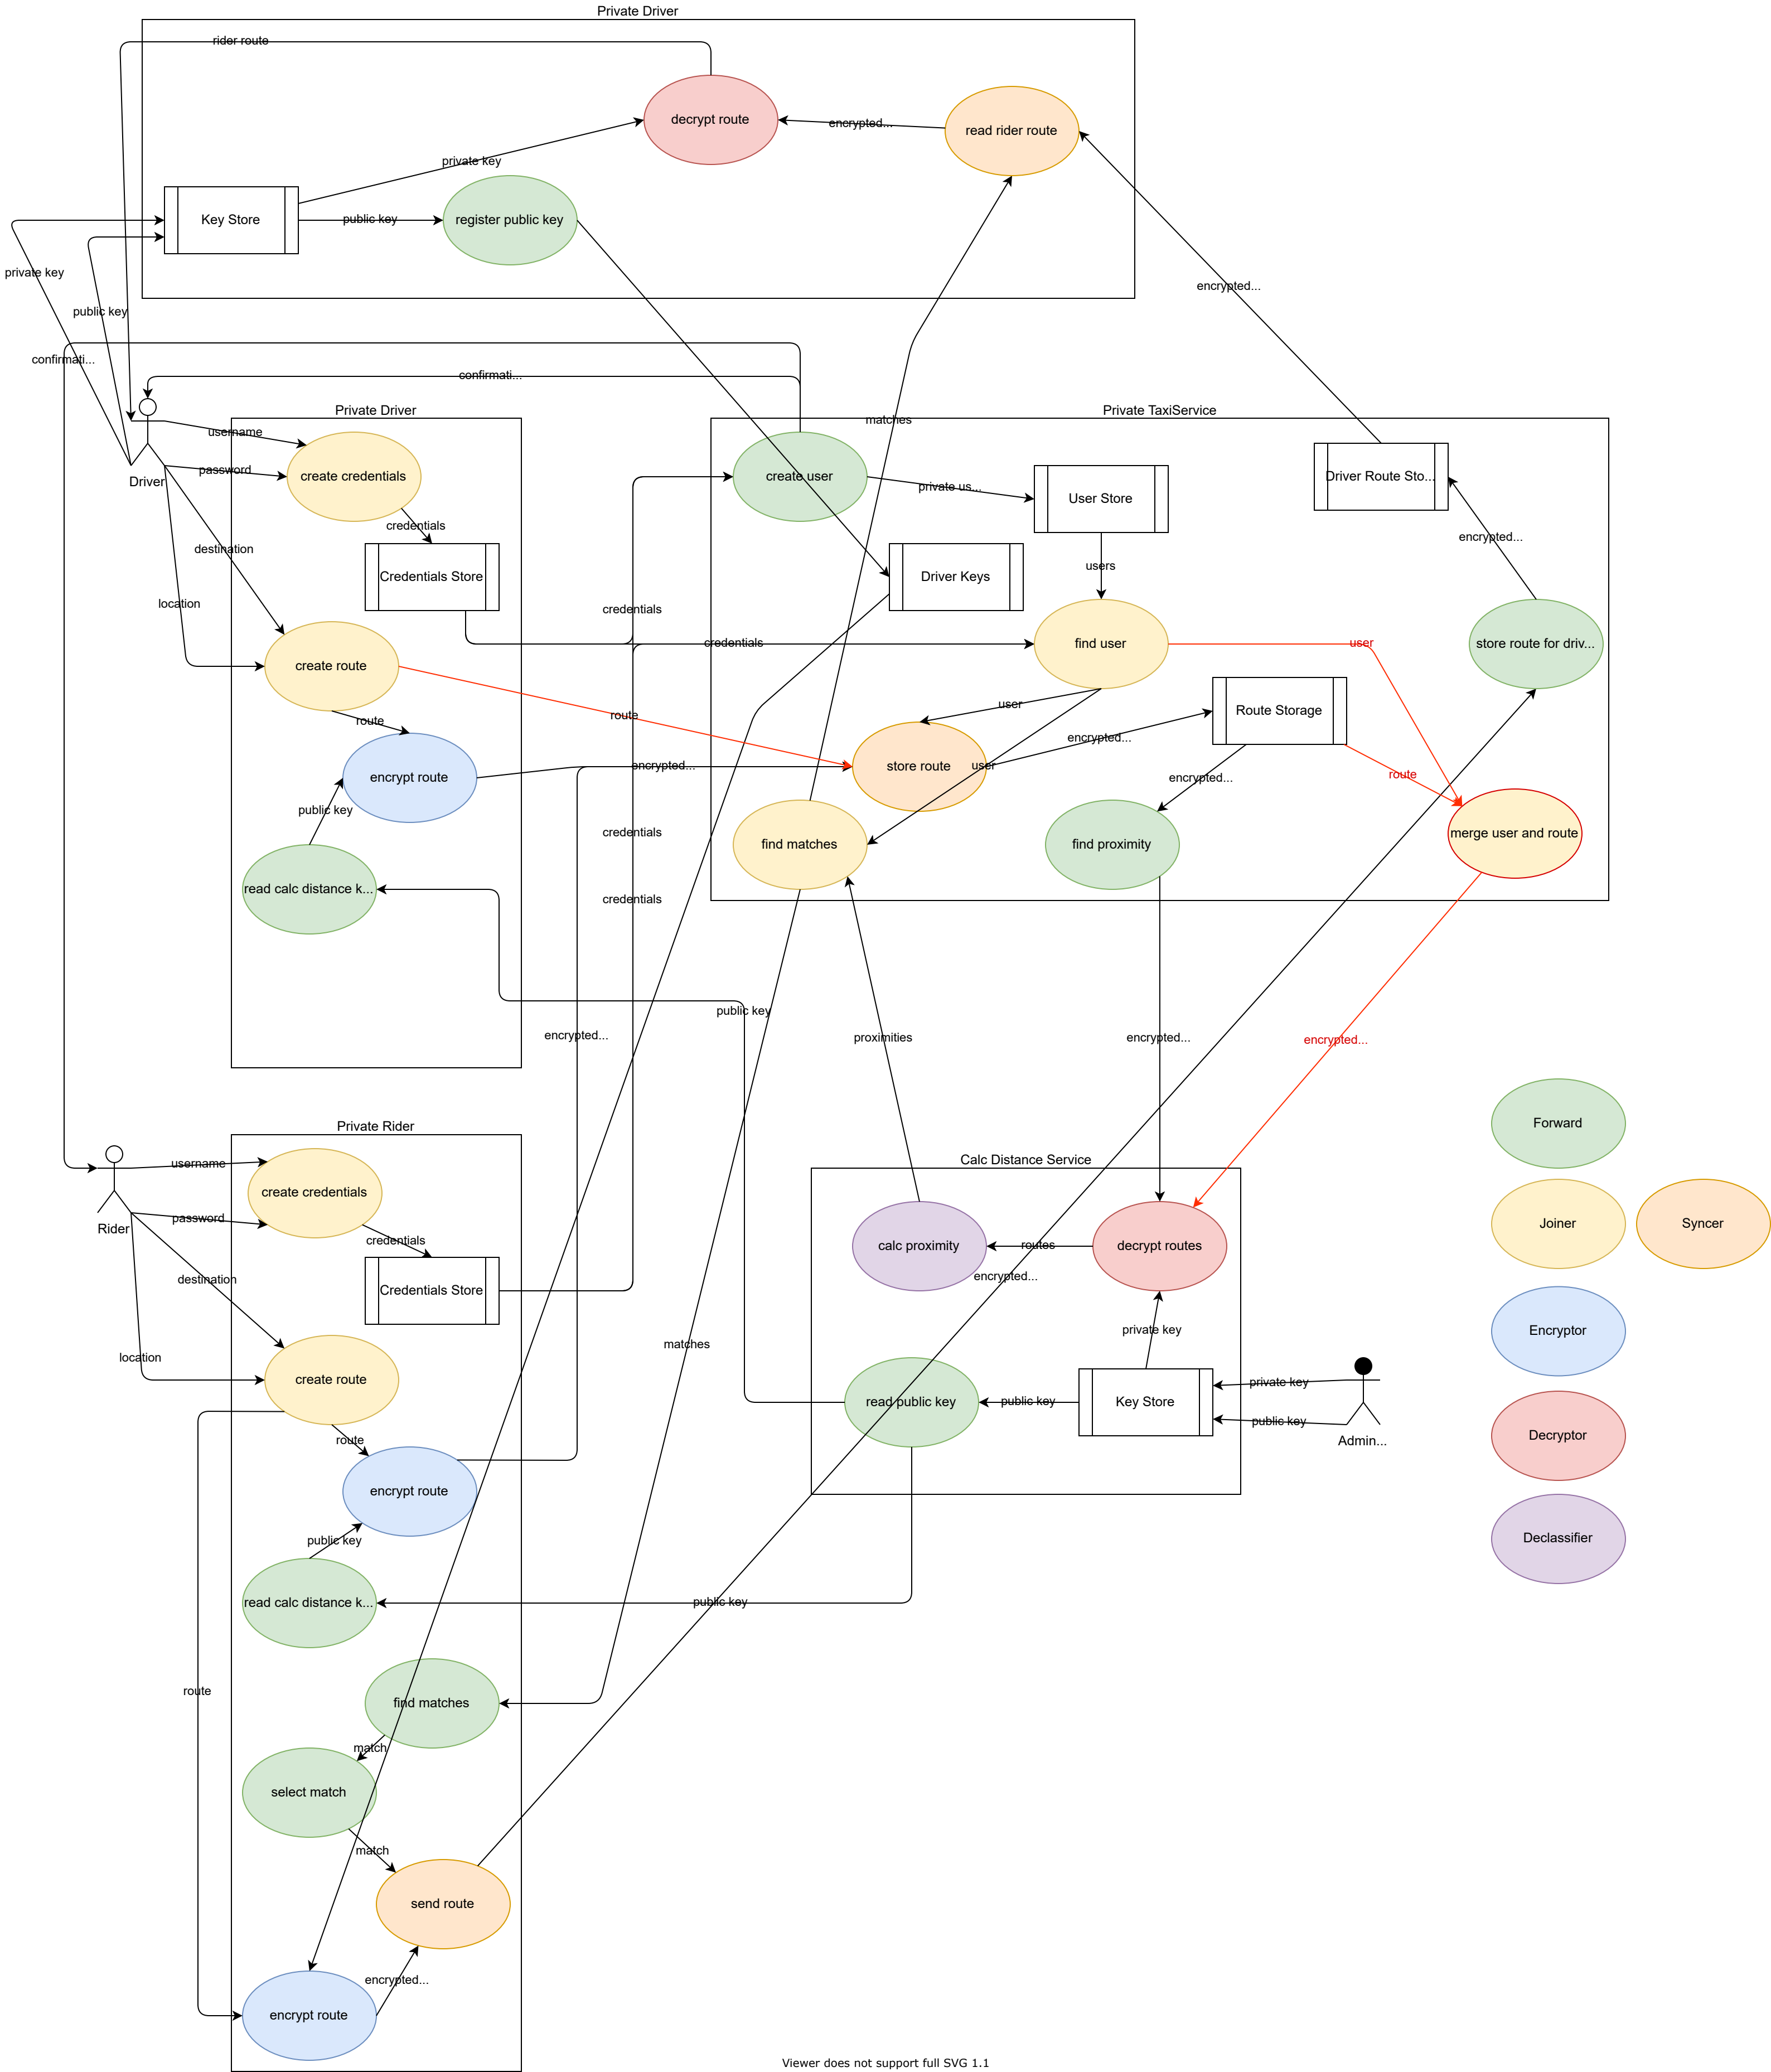 Private Driver
rider route
decrypt route
read rider route
encrypted...
private key
Key Store
public key
register public key
private key
public key
encrypted...
confirmati...
confirmati...
Private Driver
Private TaxiService
matches
username
password
Driver
create credentials
create user
private us...
User Store
Driver Route Sto...
credentials
encrypted...
destination
Credentials Store
Driver Keys
users
location
credentials
credentials
create route
find user
user
store route for driv...
route
route
user
Route Storage
encrypted...
encrypt route
encrypted...
store route
user
encrypted...
route
public key
credentials
find matches
find proximity
merge user and route
read calc distance k...
credentials
public key
encrypted...
proximities
encrypted...
encrypted...
Private Rider
Forward
Calc Distance Service
username
create credentials
password
Rider
credentials
Joiner
Syncer
calc proximity
routes
decrypt routes
destination
Credentials Store
encrypted...
private key
Encryptor
location
matches
create route
private key
read public key
public key
Key Store
public key
Admin...
route
Decryptor
encrypt route
public key
Declassifier
read calc distance k...
public key
route
find matches
match
select match
match
send route
encrypted...
encrypt route
Viewer does not support full SVG 1.1